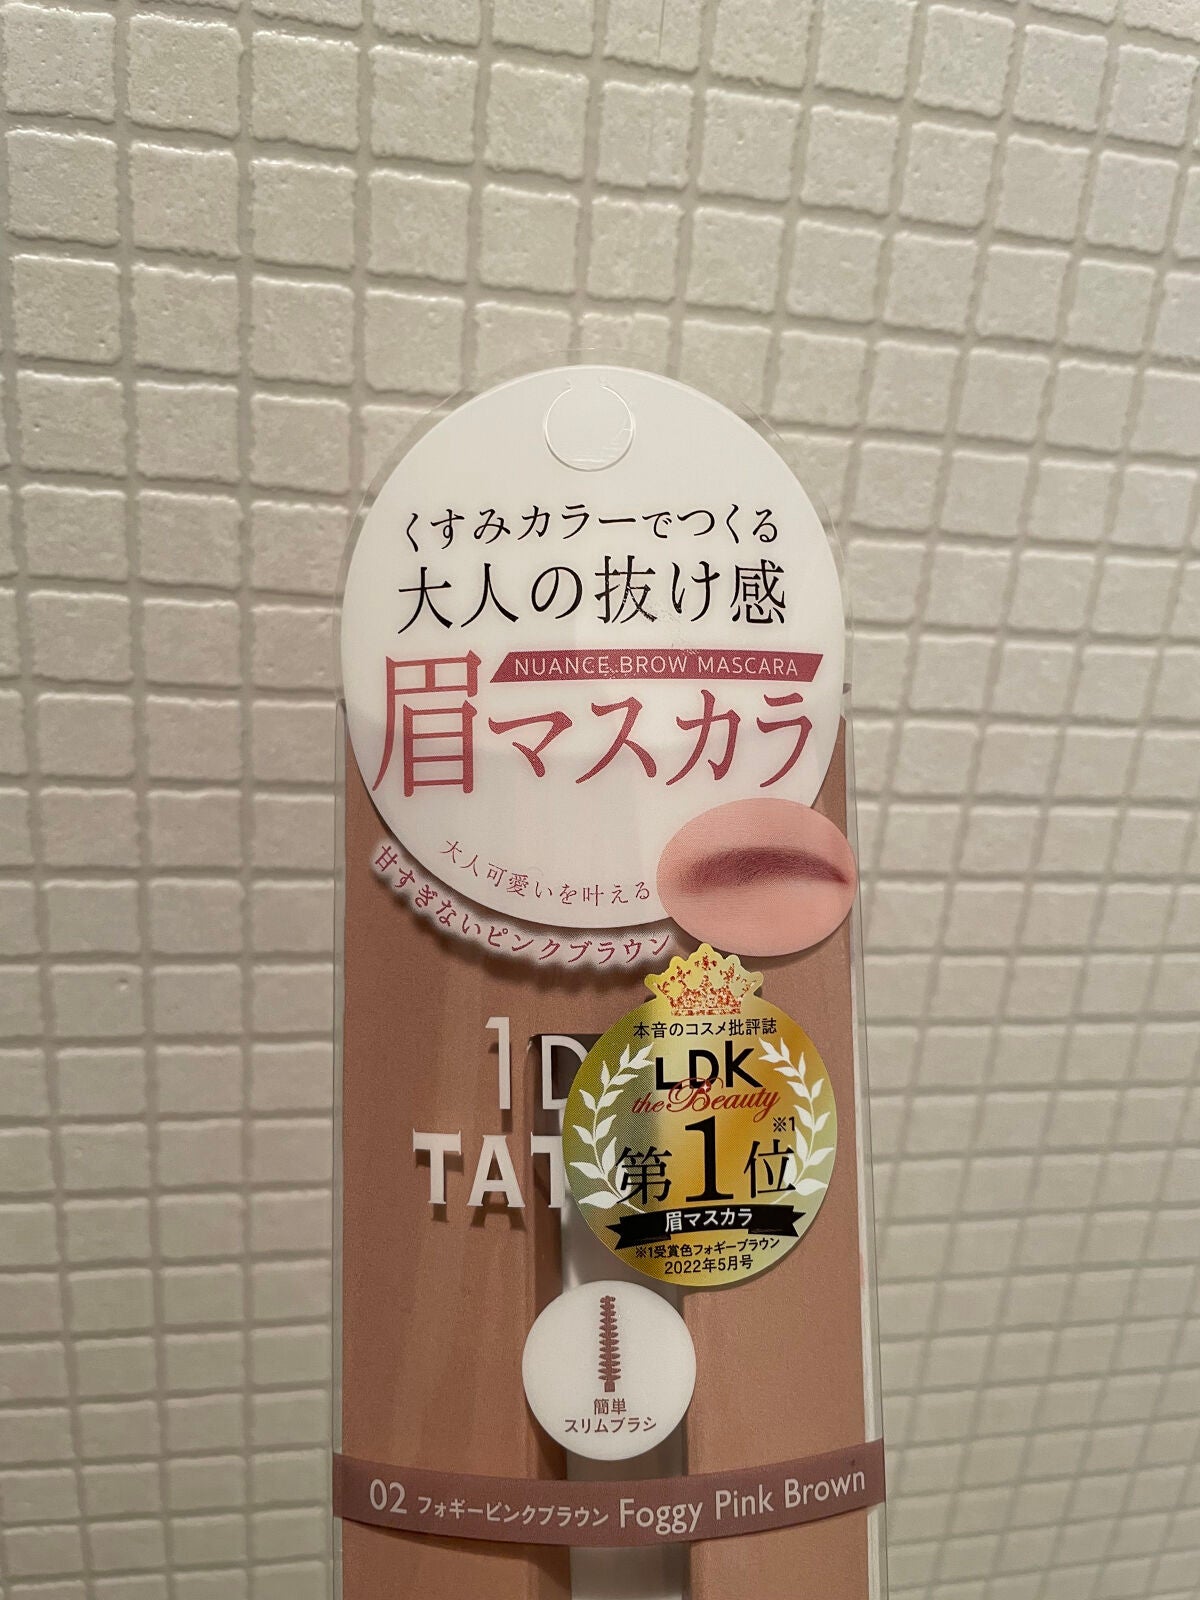 くすみカラーでつくる
大人の抜け感
NUANCE BROW MASCARA
眉マスカラ
大人可愛いを叶える
甘すぎないピンクブラウン
1D
TAT
本音のコスメ批評誌
LDK
the Beauty
第1位※1
眉マスカラ
※1受賞色フォギーブラウン
2022年5月号
簡単
スリムブラシ
02 フォギーピンクブラウン Foggy Pink Brown